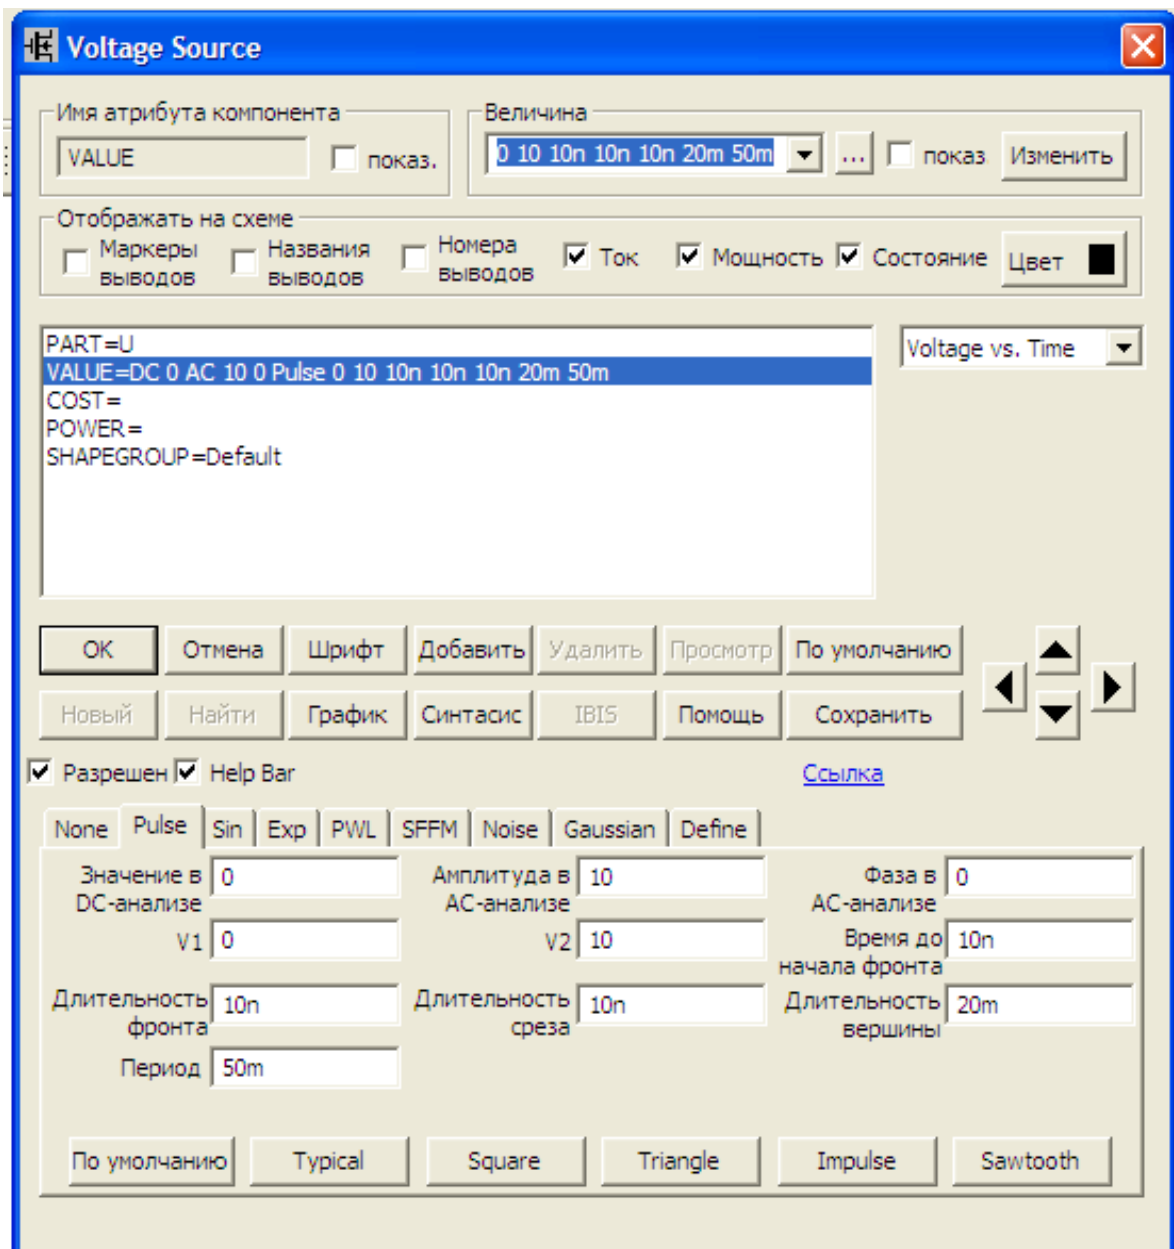 Voltage Source
Имя атрибута компонента
VALUE
показ.
Величина
0 10 10n 10n 10n 20m 50m
...
показ
Изменить
Отображать на схеме
Маркеры
выводов
Названия
выводов
Номера
выводов
Ток
Мощность
Состояние
Цвет
PART=U
VALUE=DC 0 AC 10 0 Pulse 0 10 10n 10n 10n 20m 50m
COST=
POWER=
SHAPEGROUP=Default
Voltage vs. Time
OK
Отмена
Шрифт
Добавить
Удалить
Просмотр
По умолчанию
Новый
Найти
График
Синтасис
IBIS
Помощь
Сохранить
Разрешен
Help Bar
Ссылка
None
Pulse
Sin
Exp
PWL
SFFM
Noise
Gaussian
Define
Значение в
DC-анализе
0
Амплитуда в
AC-анализе
10
Фаза в
AC-анализе
0
V1
0
V2
10
Время до
начала фронта
10n
Длительность
фронта
10n
Длительность
среза
10n
Длительность
вершины
20m
Период
50m
По умолчанию
Typical
Square
Triangle
Impulse
Sawtooth